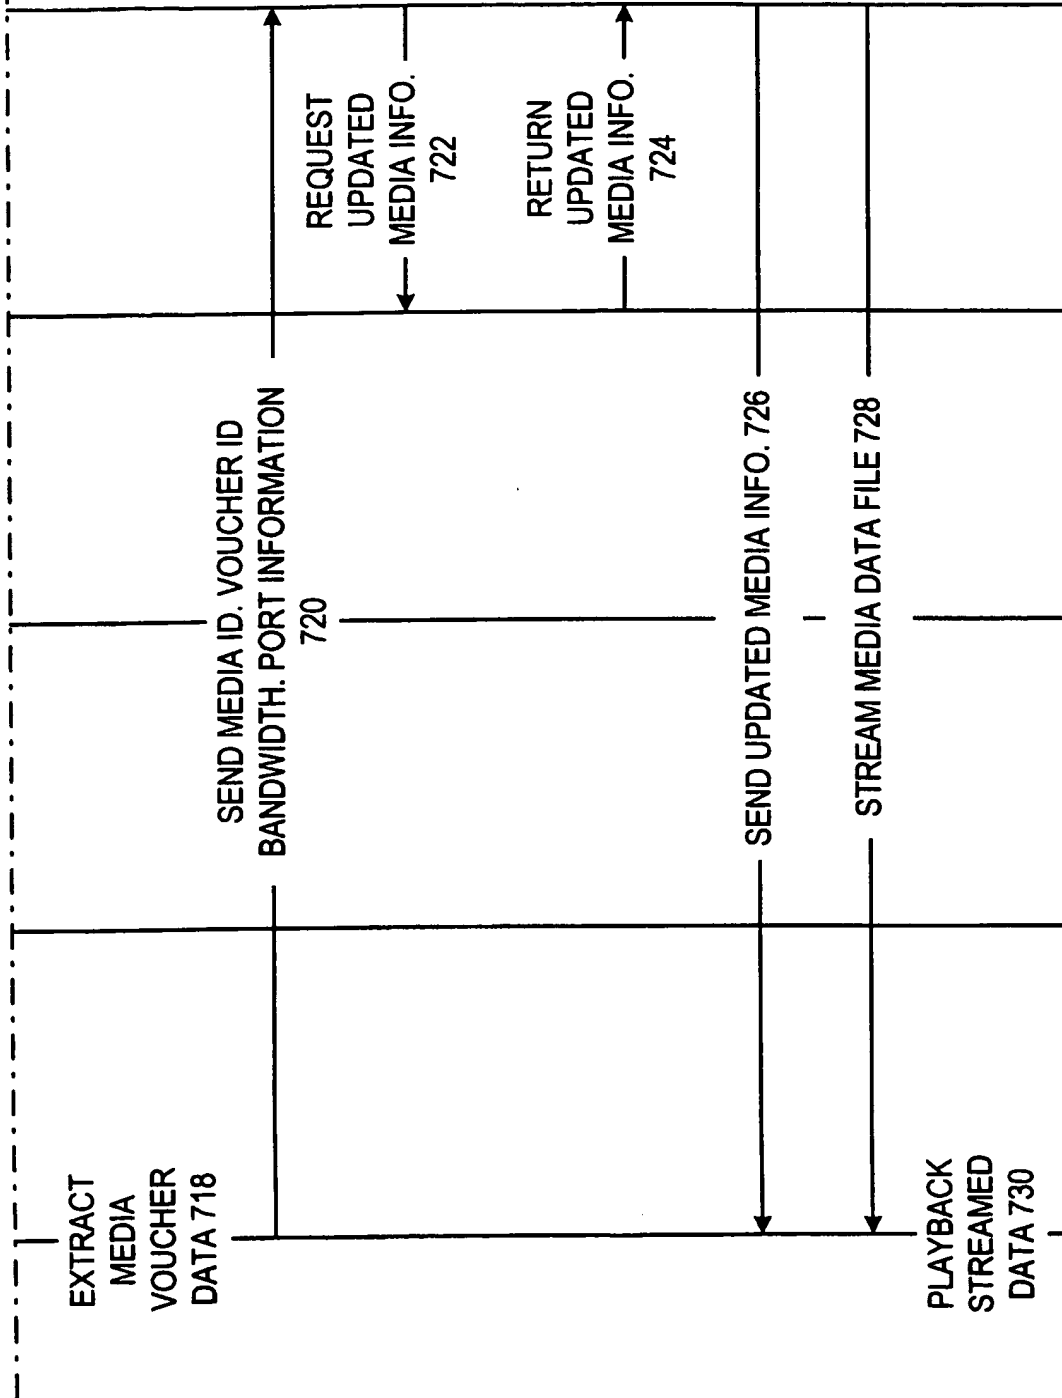 EXTRACT
MEDIA
VOUCHER
DATA 718
SEND MEDIA ID. VOUCHER ID
BANDWIDTH. PORT INFORMATION
720
REQUEST
UPDATED
MEDIA INFO.
722
RETURN
UPDATED
MEDIA INFO.
724
SEND UPDATED MEDIA INFO. 726
STREAM MEDIA DATA FILE 728
PLAYBACK
STREAMED
DATA 730